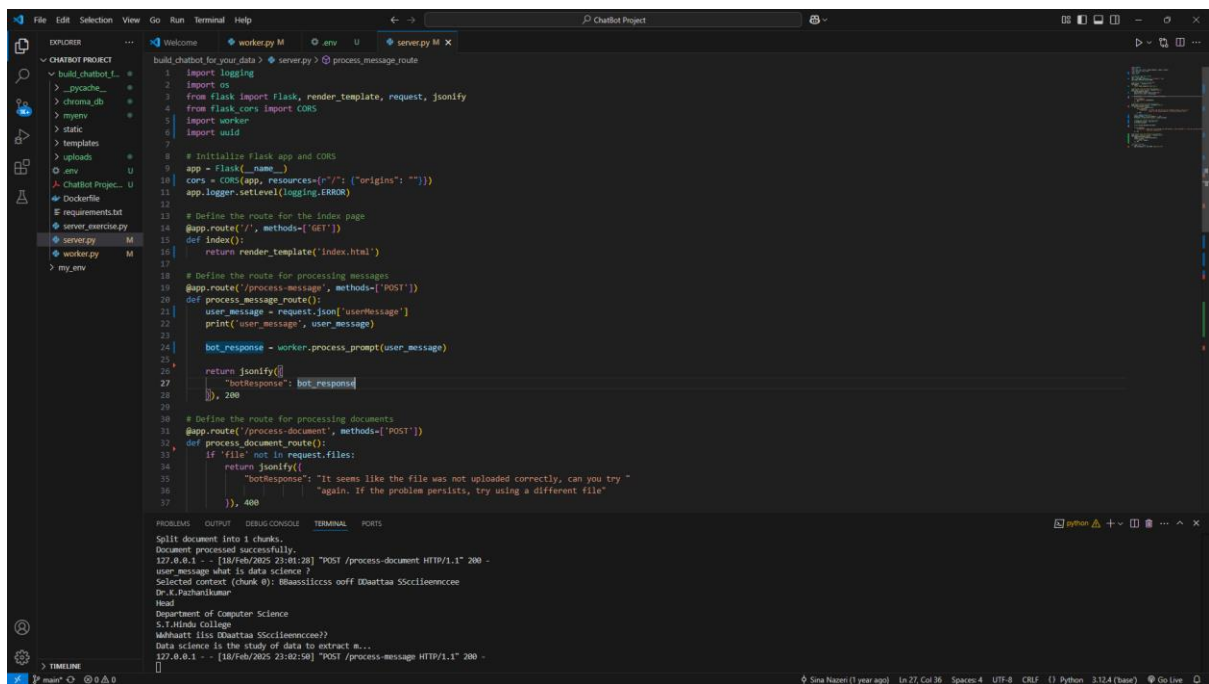 File Edit Selection View Go Run Terminal Help
ChatBot Project
EXPLORER
CHATBOT PROJECT
build_chatbot_f...
__pycache__
chroma_db
myenv
static
templates
uploads
.env U
ChatBot Projec... U
Dockerfile
requirements.txt
server_exercise.py
server.py M
worker.py M
my_env
TIMELINE
Welcome worker.py M .env U server.py M
build_chatbot_for_your_data > server.py > process_message_route
1 import logging
2 import os
3 from flask import Flask, render_template, request, jsonify
4 from flask_cors import CORS
5 import worker
6 import uuid
7
8 # Initialize Flask app and CORS
9 app = Flask(__name__)
10 cors = CORS(app, resources={r"/": {"origins": ""}})
11 app.logger.setLevel(logging.ERROR)
12
13 # Define the route for the index page
14 @app.route('/', methods=['GET'])
15 def index():
16 return render_template('index.html')
17
18 # Define the route for processing messages
19 @app.route('/process-message', methods=['POST'])
20 def process_message_route():
21 user_message = request.json['userMessage']
22 print('user_message', user_message)
23
24 bot_response = worker.process_prompt(user_message)
25
26 return jsonify({
27 "botResponse": bot_response
28 }), 200
29
30 # Define the route for processing documents
31 @app.route('/process-document', methods=['POST'])
32 def process_document_route():
33 if 'file' not in request.files:
34 return jsonify({
35 "botResponse": "It seems like the file was not uploaded correctly, can you try "
36 "again. If the problem persists, try using a different file"
37 }), 400
PROBLEMS OUTPUT DEBUG CONSOLE TERMINAL PORTS
python
Split document into 1 chunks.
Document processed successfully.
127.0.0.1 - - [18/Feb/2025 23:01:28] "POST /process-document HTTP/1.1" 200 -
user_message what is data science ?
Selected context (chunk 0): BBaassiiccss ooff DDaattaa SScciieennccee
Dr.K.Pazhanikumar
Head
Department of Computer Science
S.T.Hindu College
WWhhaatt iiss DDaattaa SScciieennccee??
Data science is the study of data to extract m...
127.0.0.1 - - [18/Feb/2025 23:02:50] "POST /process-message HTTP/1.1" 200 -
main* 0 0 Sina Nazeri (1 year ago) Ln 27, Col 36 Spaces: 4 UTF-8 CRLF {} Python 3.12.4 ('base') Go Live